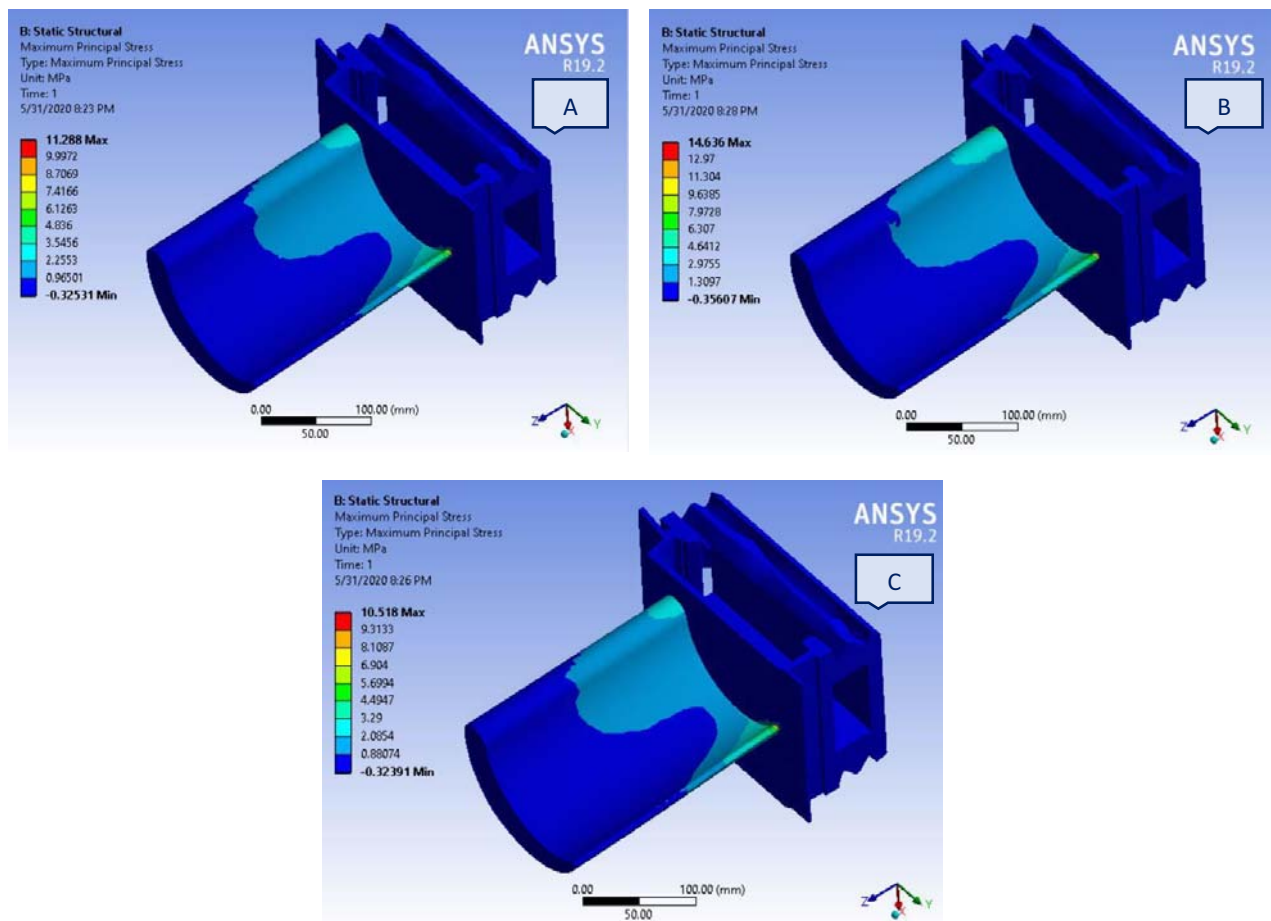 B: Static Structural
Maximum Principal Stress
Type: Maximum Principal Stress
Unit: MPa
Time: 1
5/31/2020 8:23 PM
ANSYS
R19.2
A
11.288 Max
9.9972
8.7069
7.4166
6.1263
4.836
3.5456
2.2553
0.96501
-0.32531 Min
0.00
100.00 (mm)
50.00
Z
X
Y
B: Static Structural
Maximum Principal Stress
Type: Maximum Principal Stress
Unit: MPa
Time: 1
5/31/2020 8:28 PM
ANSYS
R19.2
B
14.636 Max
12.97
11.304
9.6385
7.9728
6.307
4.6412
2.9755
1.3097
-0.35607 Min
0.00
100.00 (mm)
50.00
Z
X
Y
B: Static Structural
Maximum Principal Stress
Type: Maximum Principal Stress
Unit: MPa
Time: 1
5/31/2020 8:26 PM
ANSYS
R19.2
C
10.518 Max
9.3133
8.1087
6.904
5.6994
4.4947
3.29
2.0854
0.88074
-0.32391 Min
0.00
100.00 (mm)
50.00
Z
X
Y